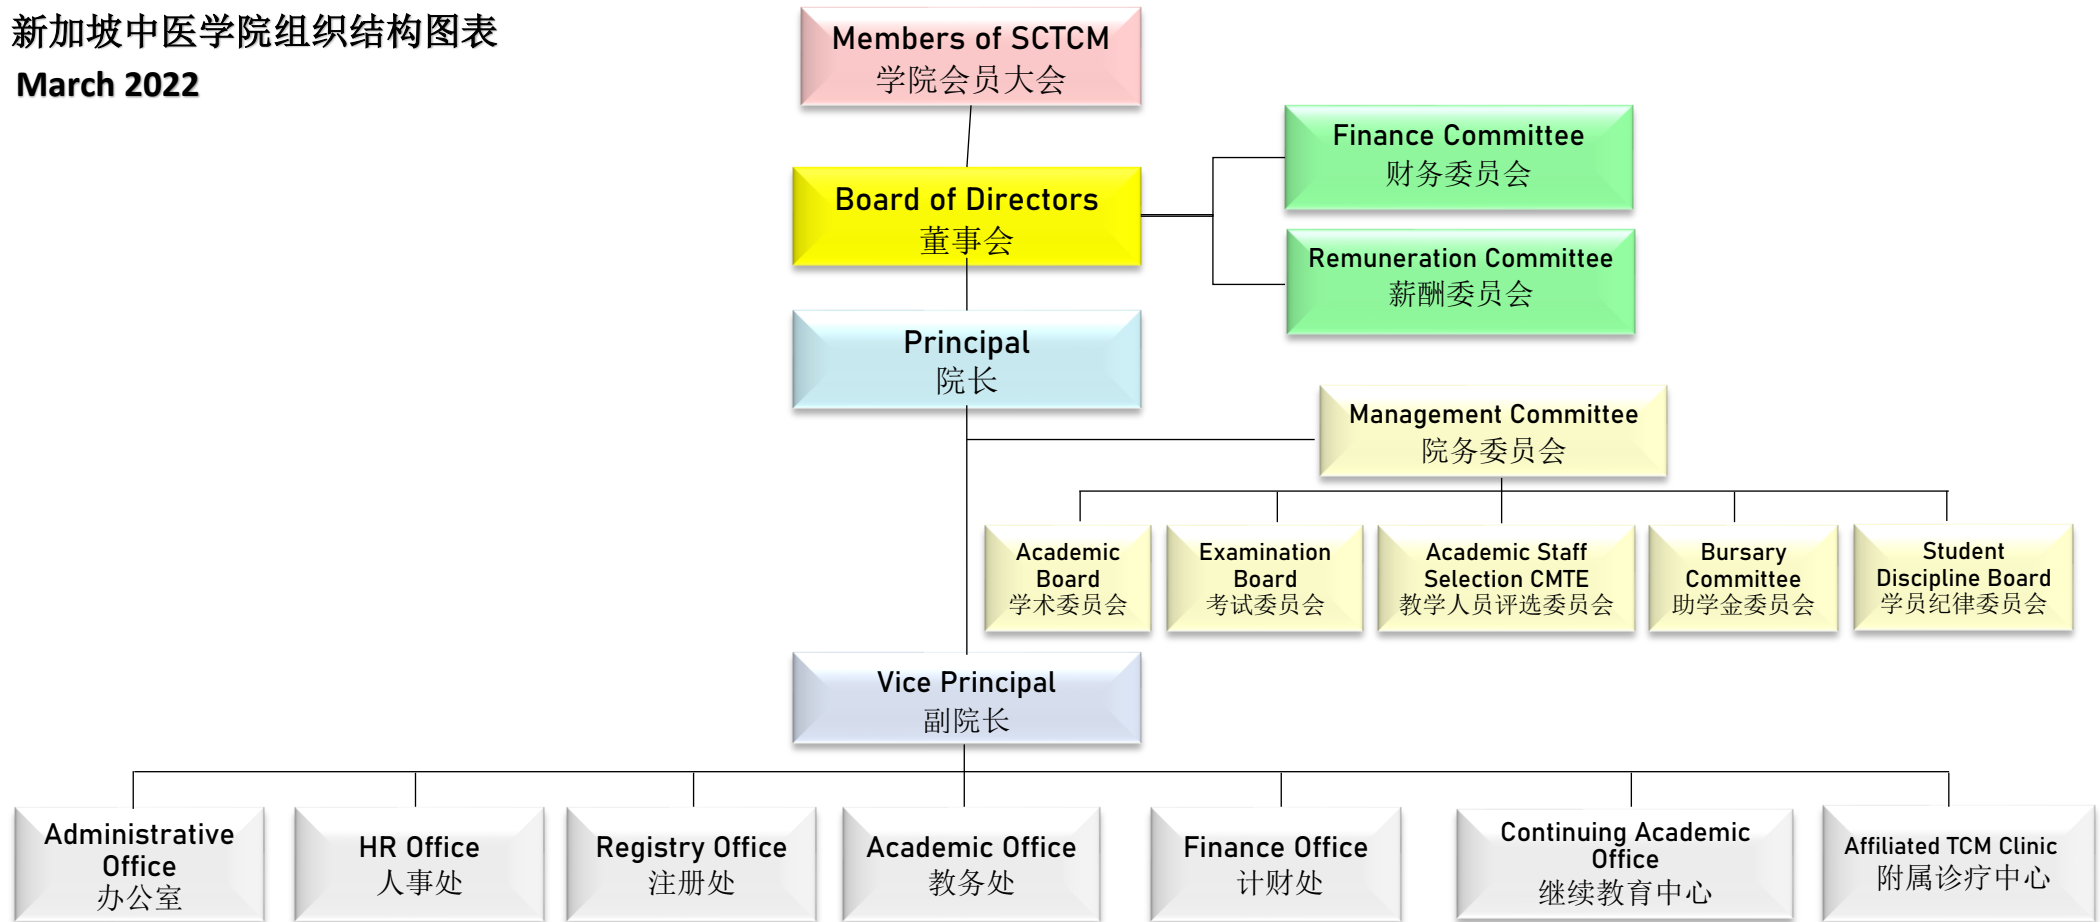 新加坡中医学院组织结构图表
March 2022
Members of SCTCM
学院会员大会
Finance Committee
财务委员会
Board of Directors
董事会
Remuneration Committee
薪酬委员会
Principal
院长
Management Committee
院务委员会
Academic
Board
学术委员会
Examination
Board
考试委员会
Academic Staff
Selection CMTE
教学人员评选委员会
Bursary
Committee
助学金委员会
Student
Discipline Board
学员纪律委员会
Vice Principal
副院长
Administrative
Office
办公室
HR Office
人事处
Registry Office
注册处
Academic Office
教务处
Finance Office
计财处
Continuing Academic
Office
继续教育中心
Affiliated TCM Clinic
附属诊疗中心